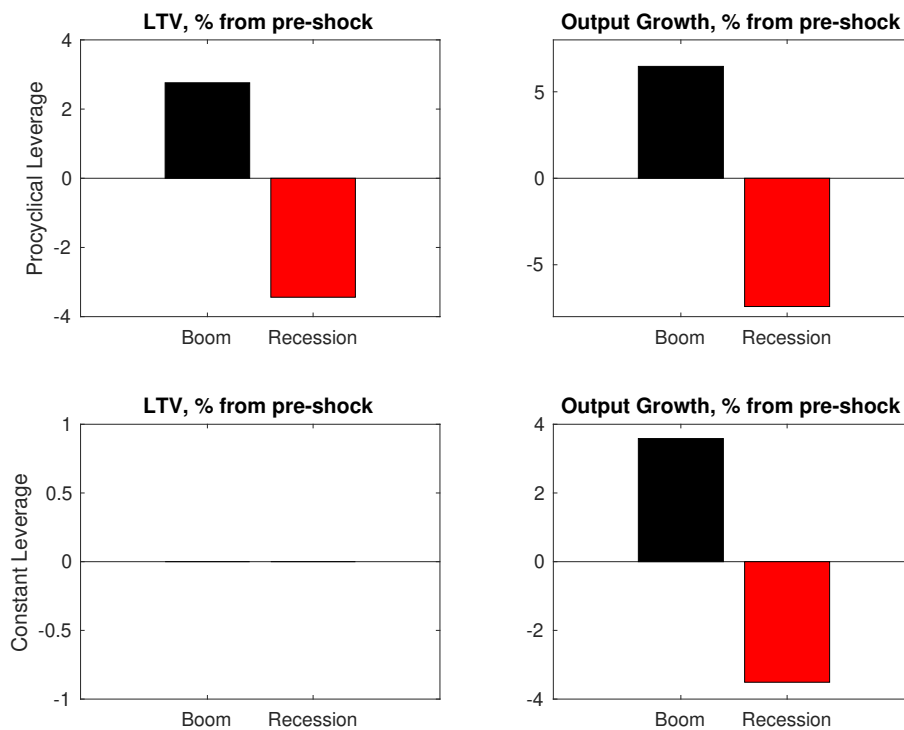 LTV, % from pre-shock
Output Growth, % from pre-shock
Procyclical Leverage
4
2
0
-2
-4
Boom Recession
5
0
-5
Boom Recession
LTV, % from pre-shock
Output Growth, % from pre-shock
Constant Leverage
1
0.5
0
-0.5
-1
Boom Recession
4
2
0
-2
-4
Boom Recession